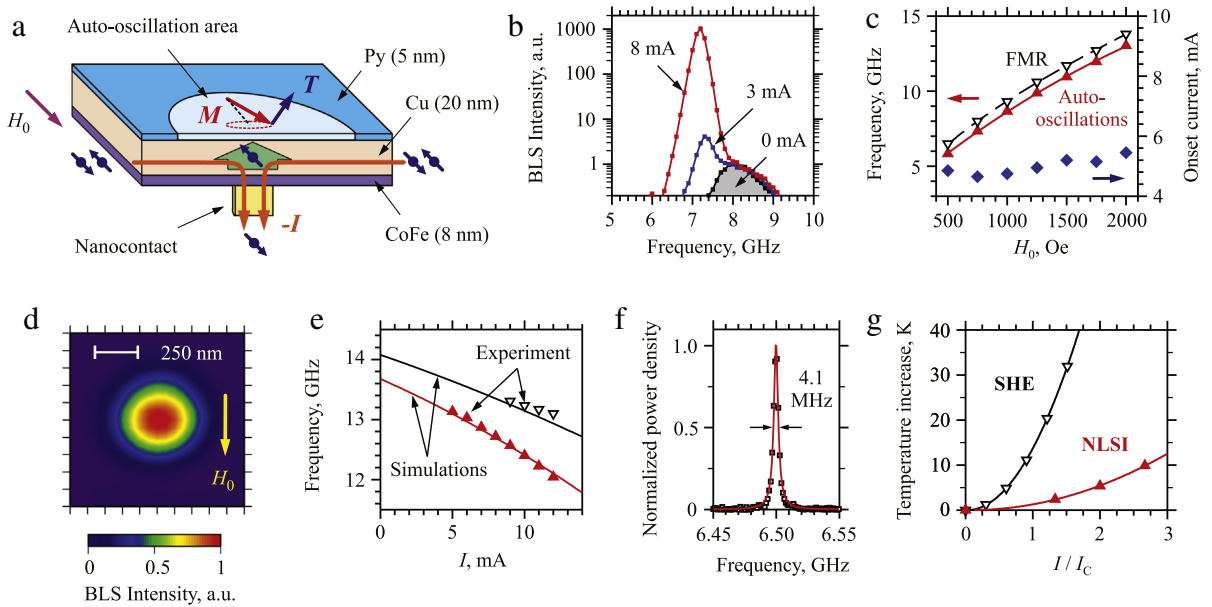 a
Auto-oscillation area
Py (5 nm)
Cu (20 nm)
H₀
M
T
-I
Nanocontact
CoFe (8 nm)
b
BLS Intensity, a.u.
1000
100
10
1
8 mA
3 mA
0 mA
5 6 7 8 9 10
Frequency, GHz
c
Frequency, GHz
15
10
5
FMR
Auto-
oscillations
10
9
8
7
6
5
4
Onset current, mA
500 1000 1500 2000
H₀, Oe
d
250 nm
H₀
0 0.5 1
BLS Intensity, a.u.
e
Frequency, GHz
14
13
12
Experiment
Simulations
0 5 10
I, mA
f
Normalized power density
1.0
0.5
0
4.1
MHz
6.45 6.50 6.55
Frequency, GHz
g
Temperature increase, K
40
30
20
10
0
SHE
NLSI
0 1 2 3
I / I_C